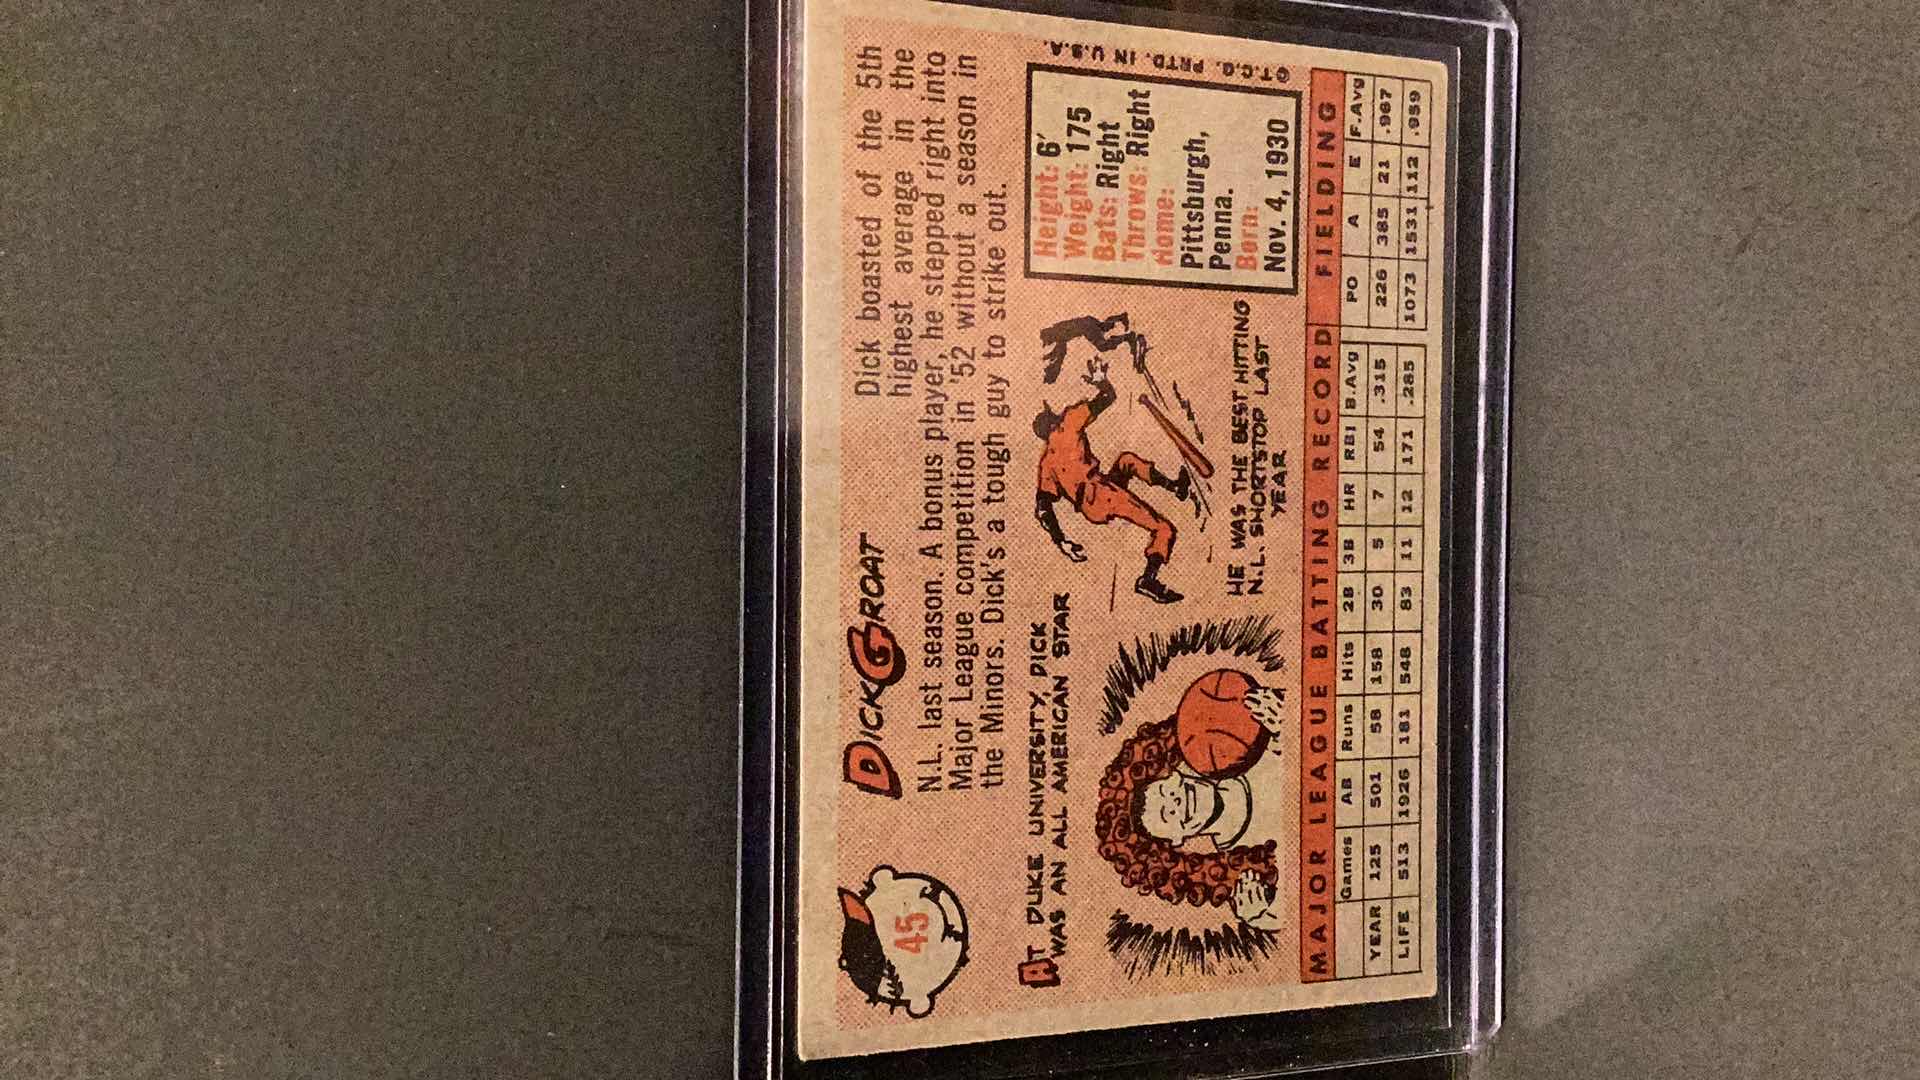 45
DICK GROAT
Dick boasted of the 5th
highest average in the
N.L. last season. A bonus player, he stepped right into
Major League competition in '52 without a season in
the Minors. Dick's a tough guy to strike out.
AT DUKE UNIVERSITY, DICK
WAS AN ALL AMERICAN STAR
HE WAS THE BEST HITTING
N.L. SHORTSTOP LAST
YEAR
Height: 6'
Weight: 175
Bats: Right
Throws: Right
Home:
Pittsburgh,
Penna.
Born:
Nov. 4, 1930
©T.C.G. PRTD. IN U.S.A.
MAJOR LEAGUE BATTING RECORD FIELDING
Games AB Runs Hits 2B 3B HR RBI B.Avg PO A E F.Avg
YEAR 125 501 58 158 30 5 7 54 .315 226 385 21 .967
LIFE 513 1926 181 548 83 11 12 171 .285 1073 1531 112 .959